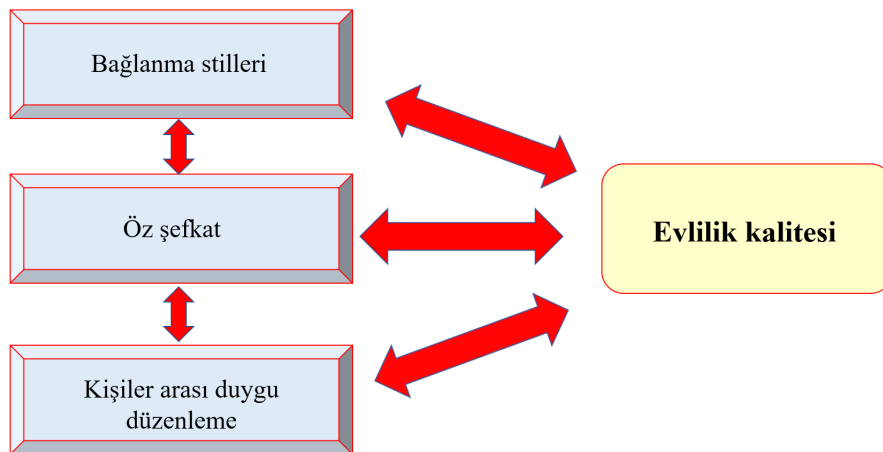 Bağlanma stilleri
Öz şefkat
Evlilik kalitesi
Kişiler arası duygu
düzenleme